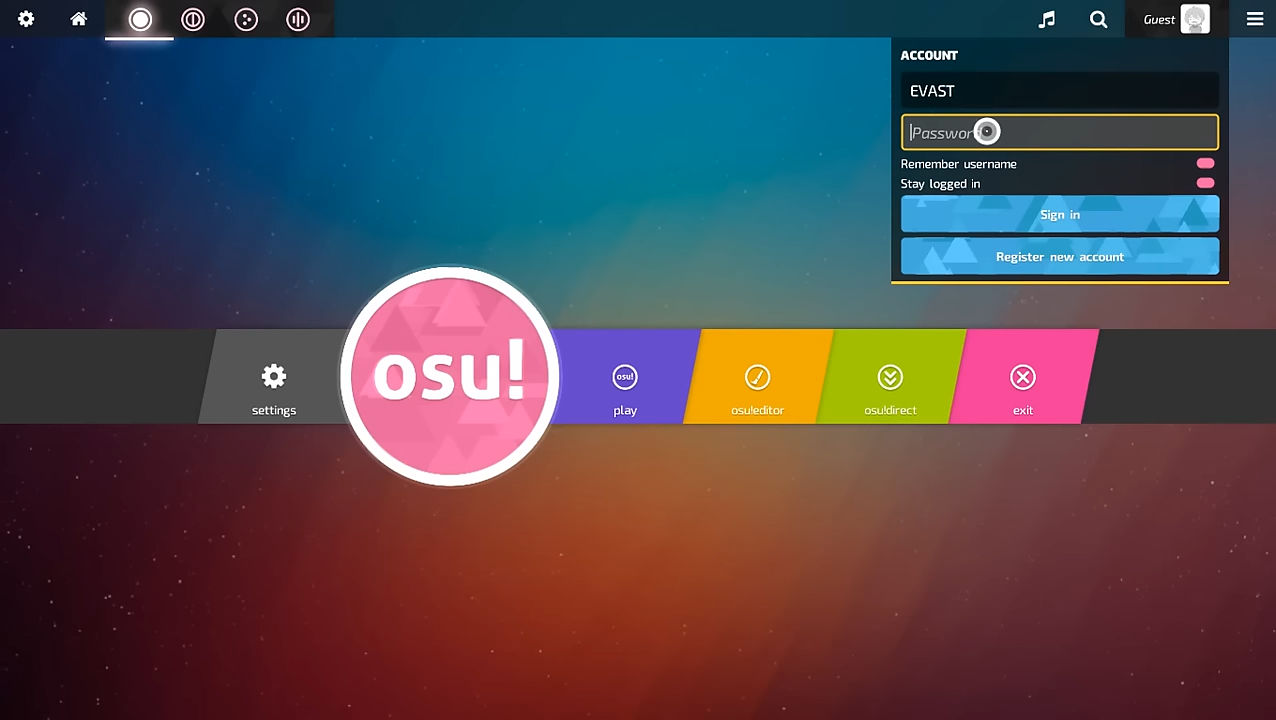 Guest
ACCOUNT
EVAST
Password
Remember username
Stay logged in
Sign in
Register new account
osu!
settings
osu!
play
osu!editor
osu!direct
exit